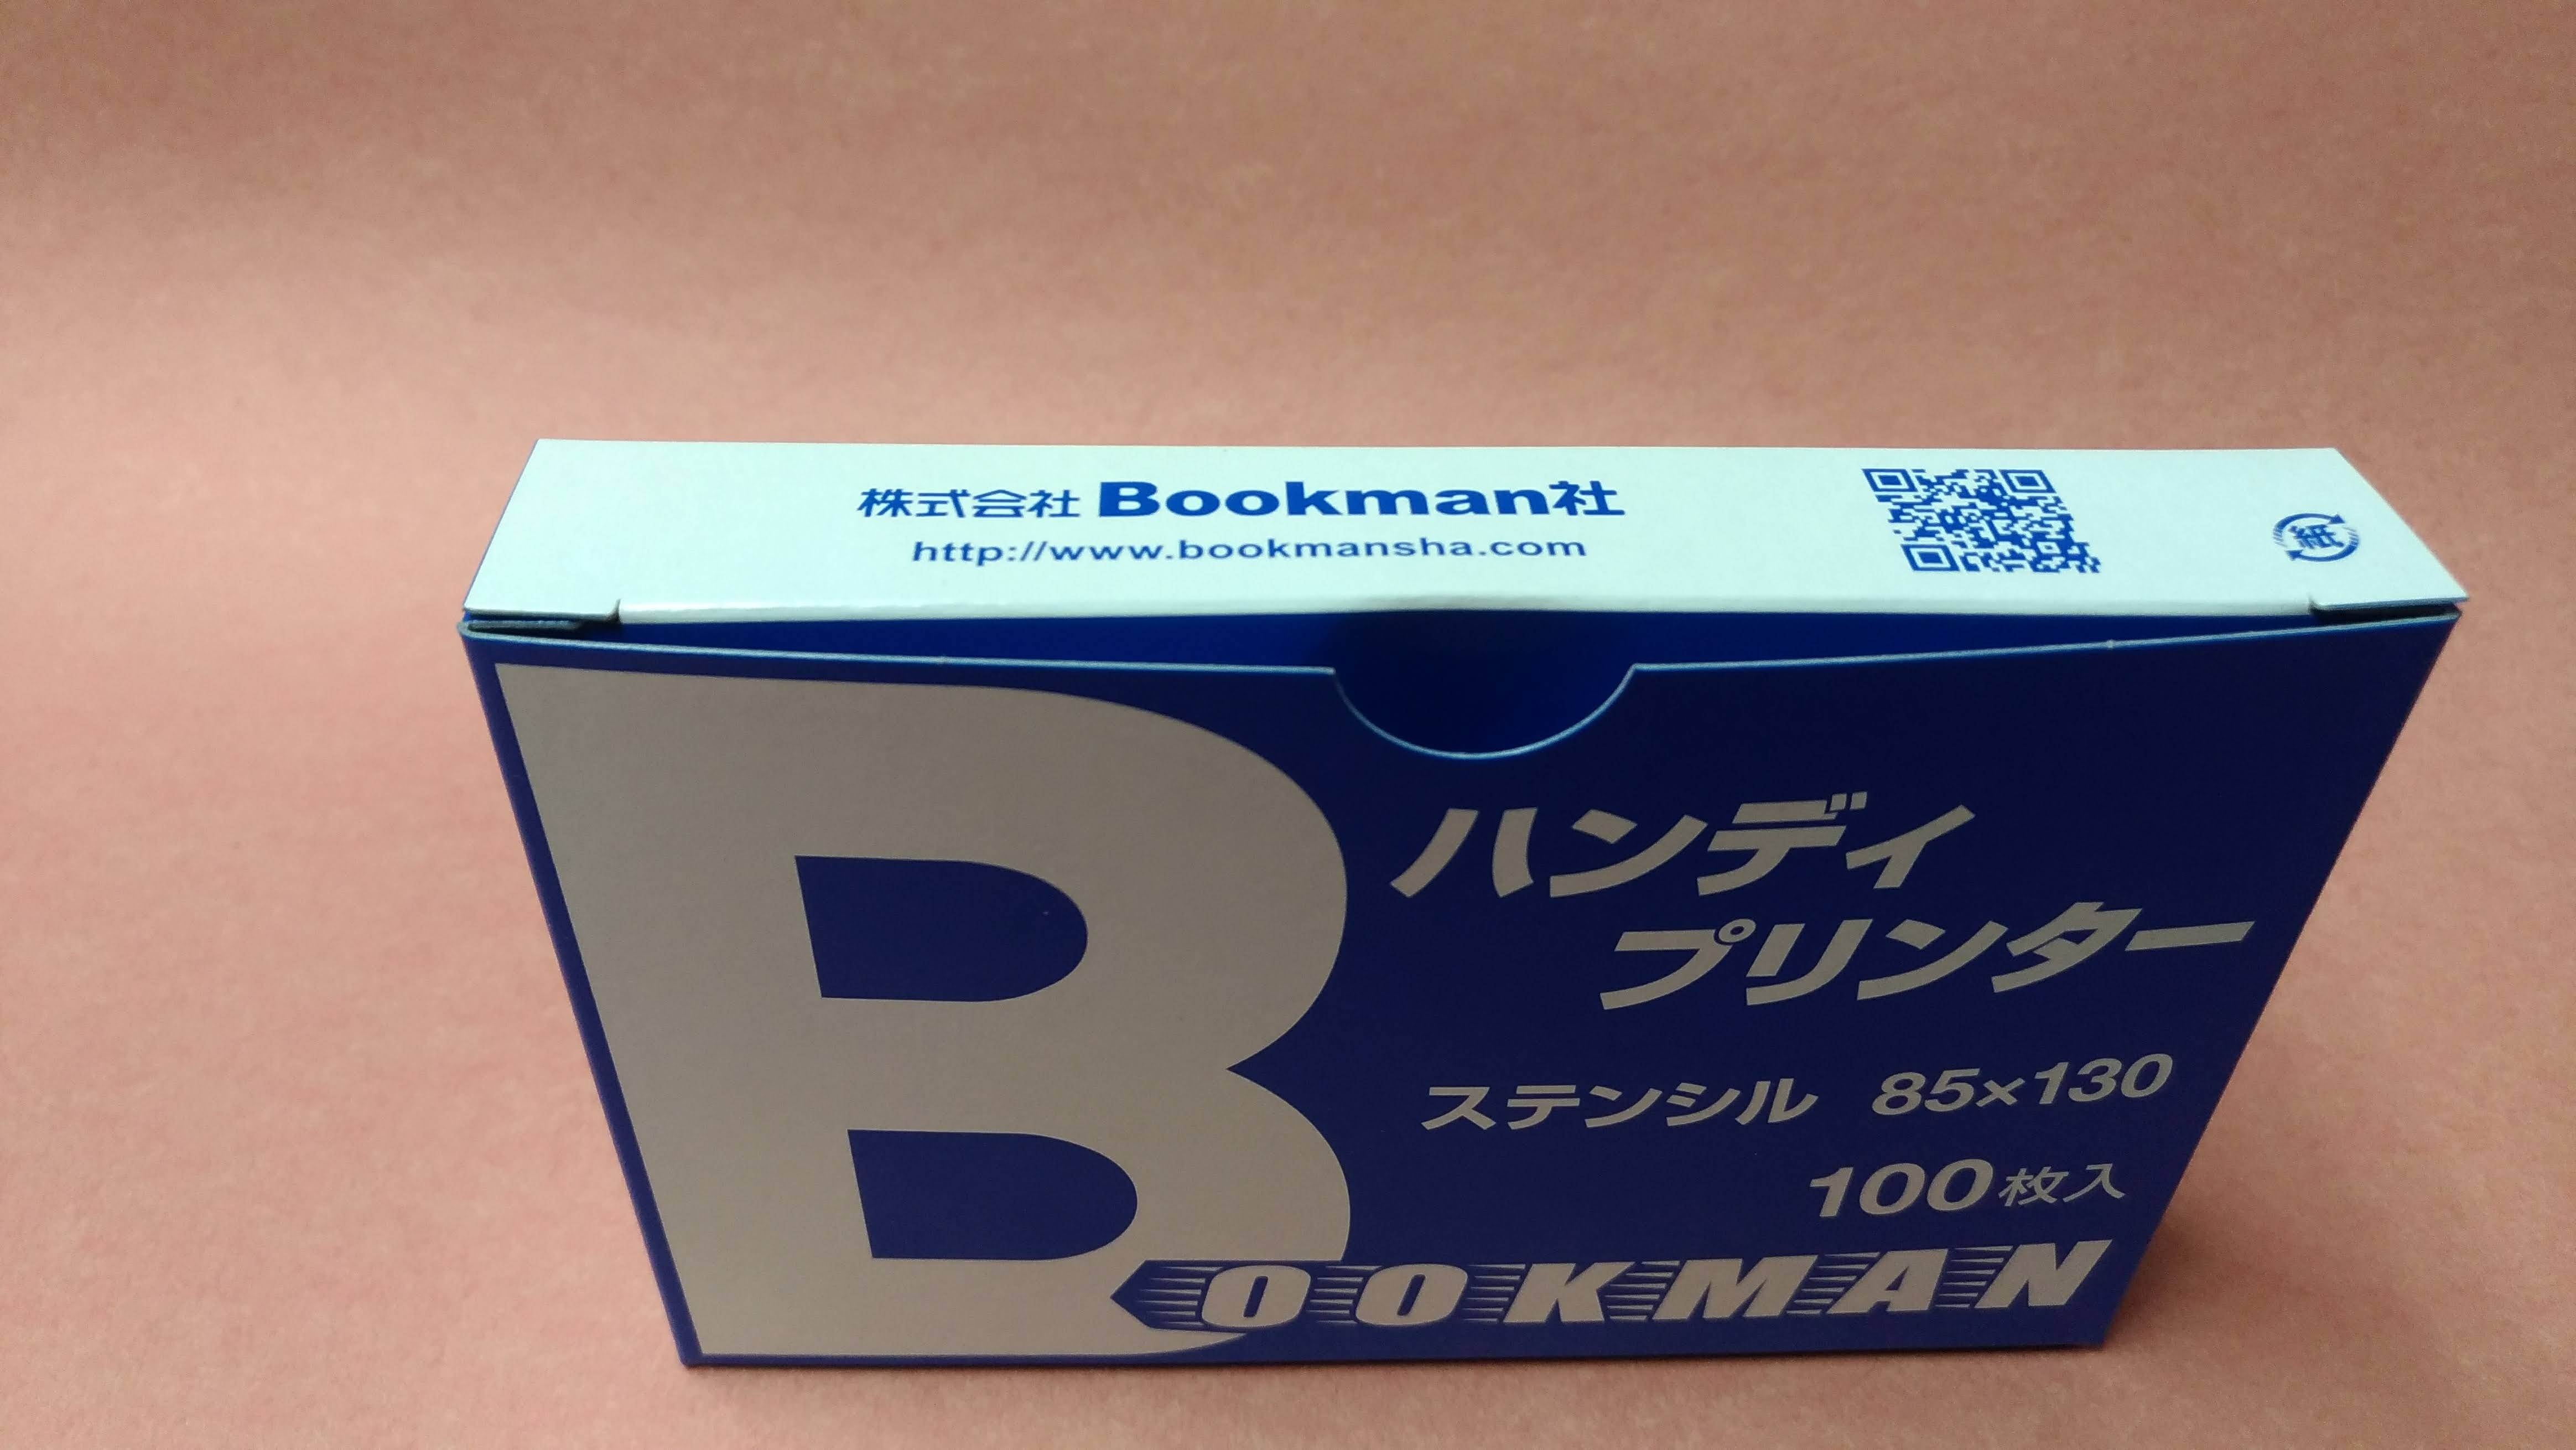 株式会社 Bookman社
http://www.bookmansha.com
紙
ハンディ
プリンター
ステンシル 85×130
100枚入
BOOKMAN